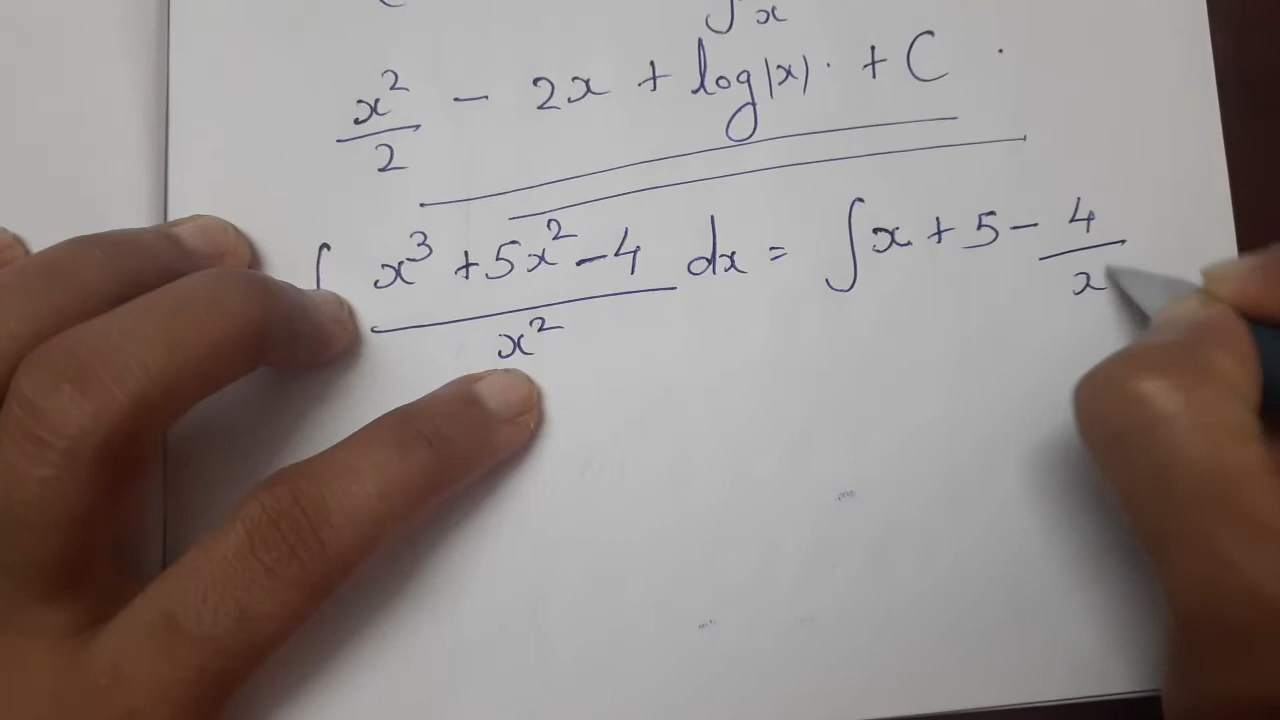 ∫x
x²/2 - 2x + log|x| . + C .
∫ x³ + 5x² - 4 / x² dx = ∫ x + 5 - 4/x